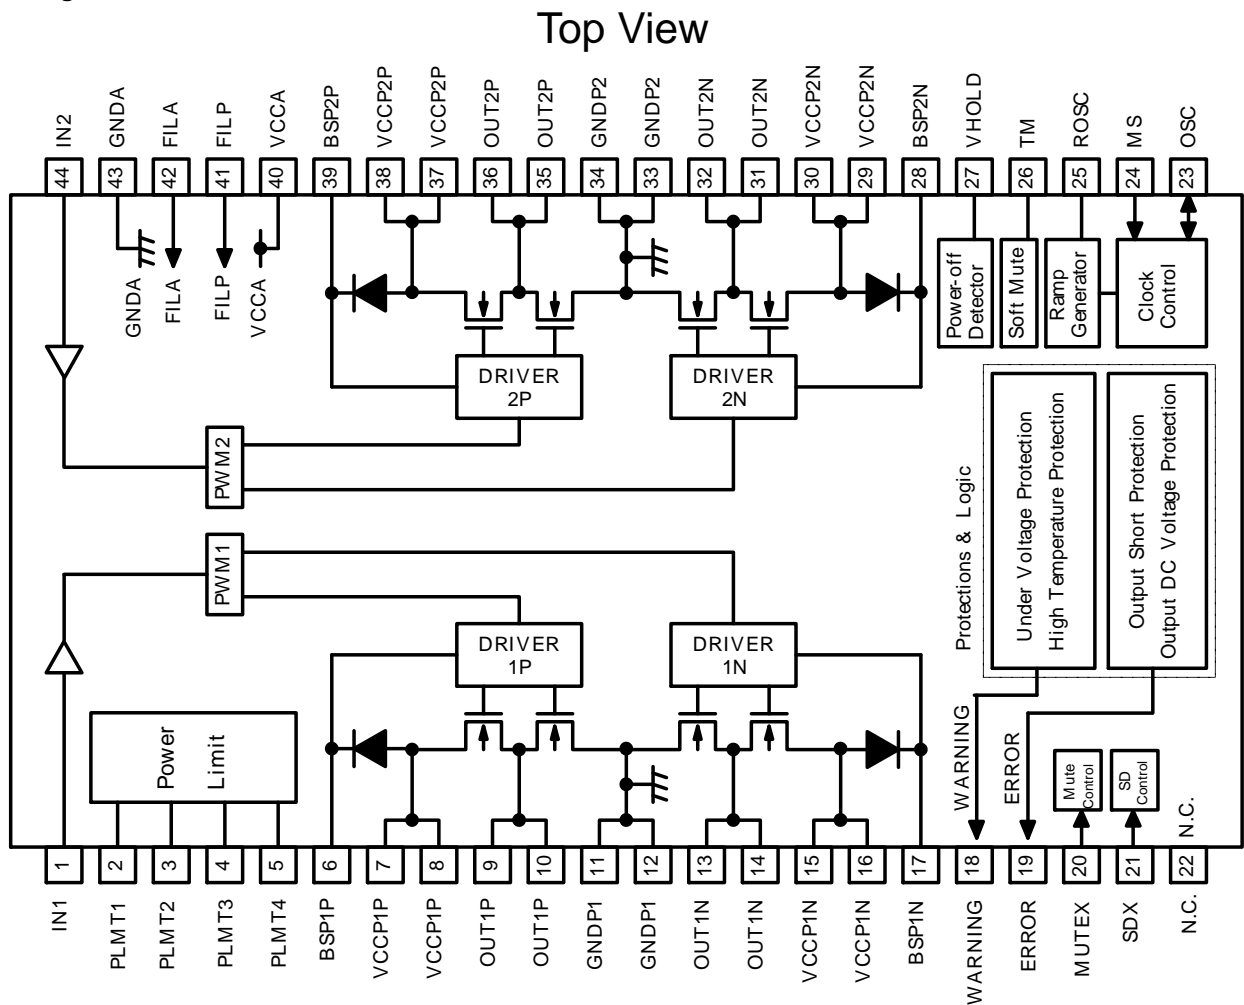 Top View
IN2
GNDA
FILA
FILP
VCCA
BSP2P
VCCP2P
VCCP2P
OUT2P
OUT2P
GNDP2
GNDP2
OUT2N
OUT2N
VCCP2N
VCCP2N
BSP2N
VHOLD
TM
ROSC
MS
OSC
44
43
42
41
40
39
38
37
36
35
34
33
32
31
30
29
28
27
26
25
24
23
GNDA
FILA
FILP
VCCA
Power-off
Detector
Soft Mute
Ramp
Generator
Clock
Control
DRIVER
2P
DRIVER
2N
PWM2
PWM1
Protections & Logic
Under Voltage Protection
High Temperature Protection
Output Short Protection
Output DC Voltage Protection
DRIVER
1P
DRIVER
1N
Power
Limit
WARNING
ERROR
Mute
Control
SD
Control
N.C.
1
2
3
4
5
6
7
8
9
10
11
12
13
14
15
16
17
18
19
20
21
22
IN1
PLMT1
PLMT2
PLMT3
PLMT4
BSP1P
VCCP1P
VCCP1P
OUT1P
OUT1P
GNDP1
GNDP1
OUT1N
OUT1N
VCCP1N
VCCP1N
BSP1N
WARNING
ERROR
MUTEX
SDX
N.C.